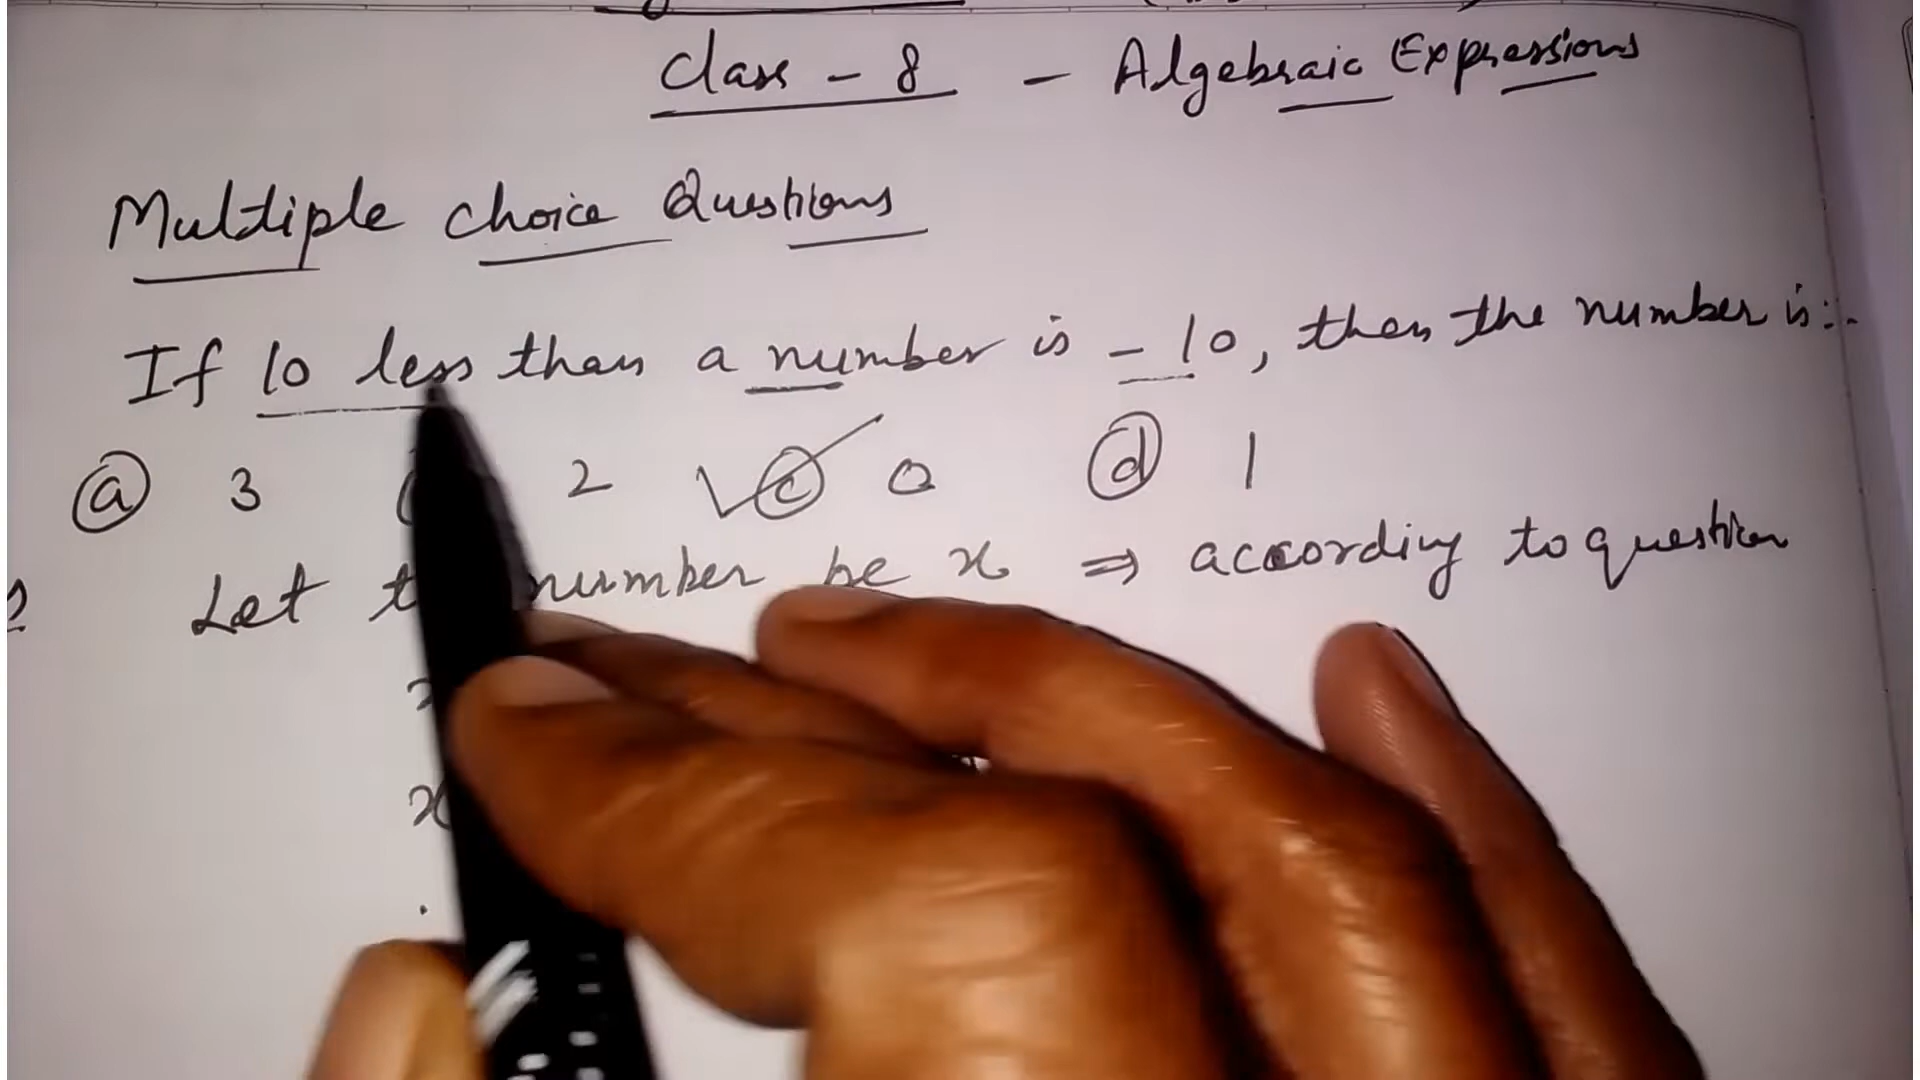 Class - 8 - Algebraic Expressions
Multiple choice Questions
If 10 less than a number is - 10, then the number is :-
(a) 3 2 (c) 0 (d) 1
Let number be x ⇒ according to question
x